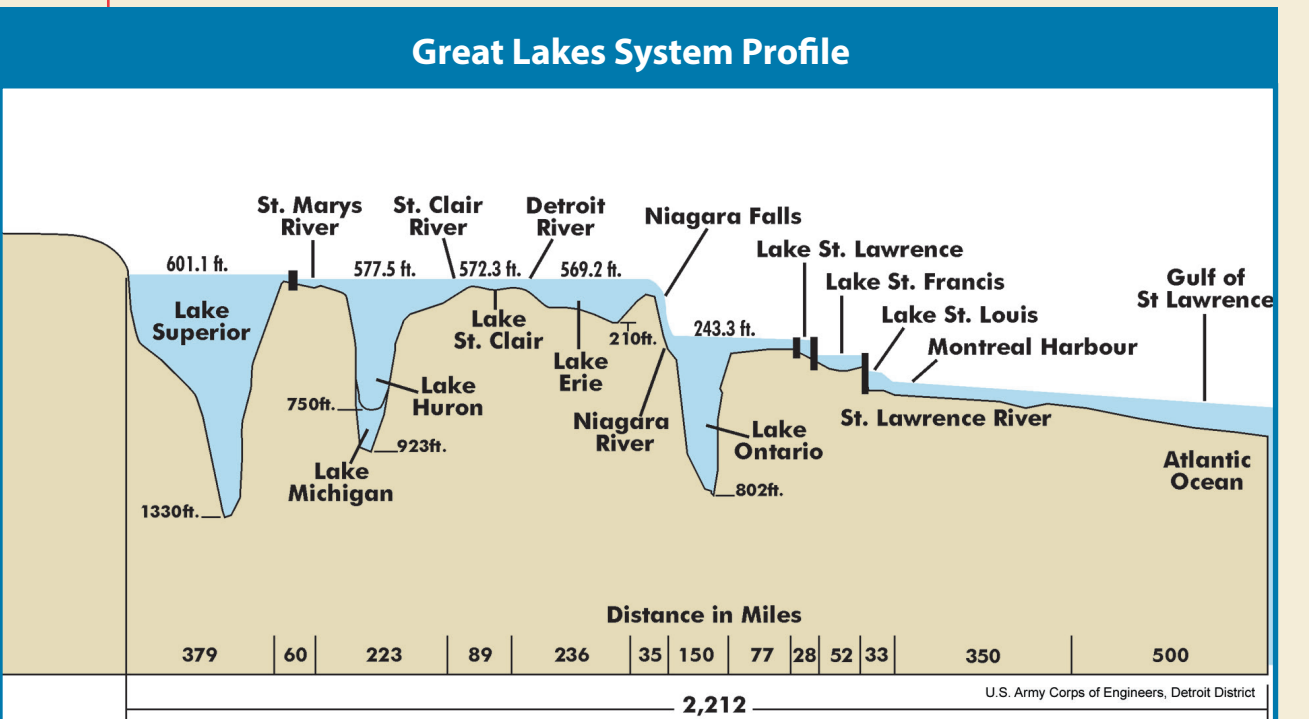 Great Lakes System Profile
St. Marys
River
St. Clair
River
Detroit
River
Niagara Falls
Lake St. Lawrence
Lake St. Francis
Lake St. Louis
Montreal Harbour
Gulf of
St Lawrence
601.1 ft.
577.5 ft.
572.3 ft.
569.2 ft.
243.3 ft.
Lake
Superior
Lake
St. Clair
210ft.
Lake
Erie
Lake
Huron
750ft.
923ft.
Lake
Michigan
1330ft.
Niagara
River
Lake
Ontario
802ft.
St. Lawrence River
Atlantic
Ocean
Distance in Miles
379 60 223 89 236 35 150 77 28 52 33 350 500
U.S. Army Corps of Engineers, Detroit District
2,212